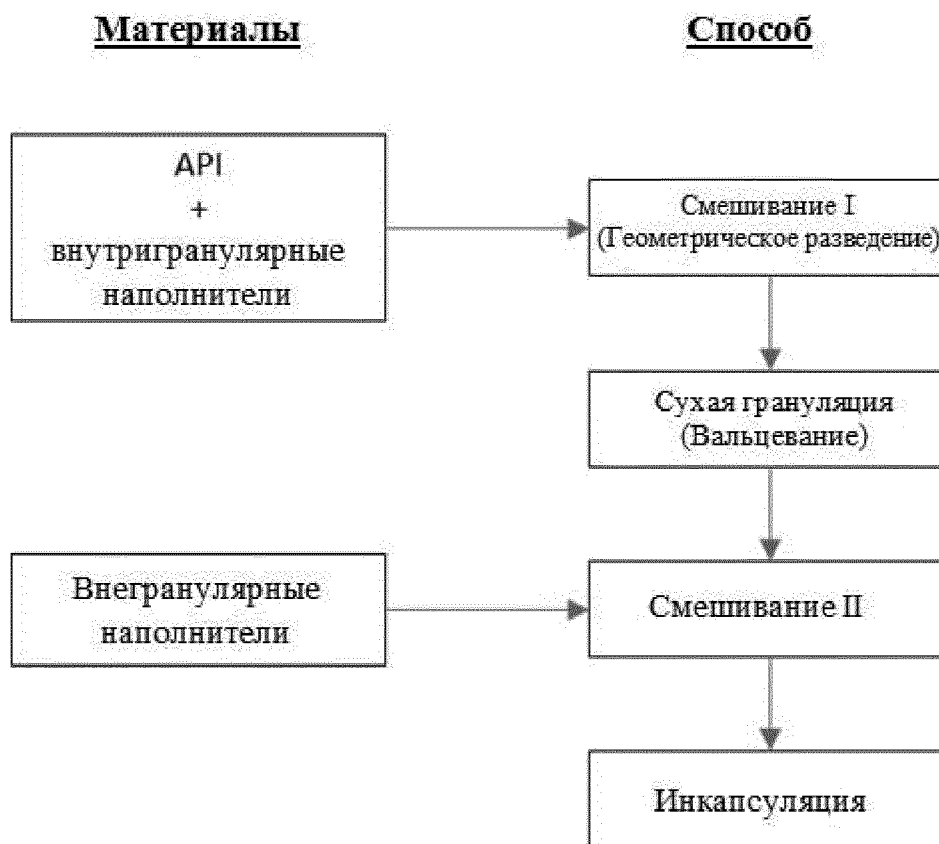 Материалы
Способ
API
+
внутригранулярные
наполнители
Смешивание I
(Геометрическое разведение)
Сухая грануляция
(Вальцевание)
Внегранулярные
наполнители
Смешивание II
Инкапсуляция